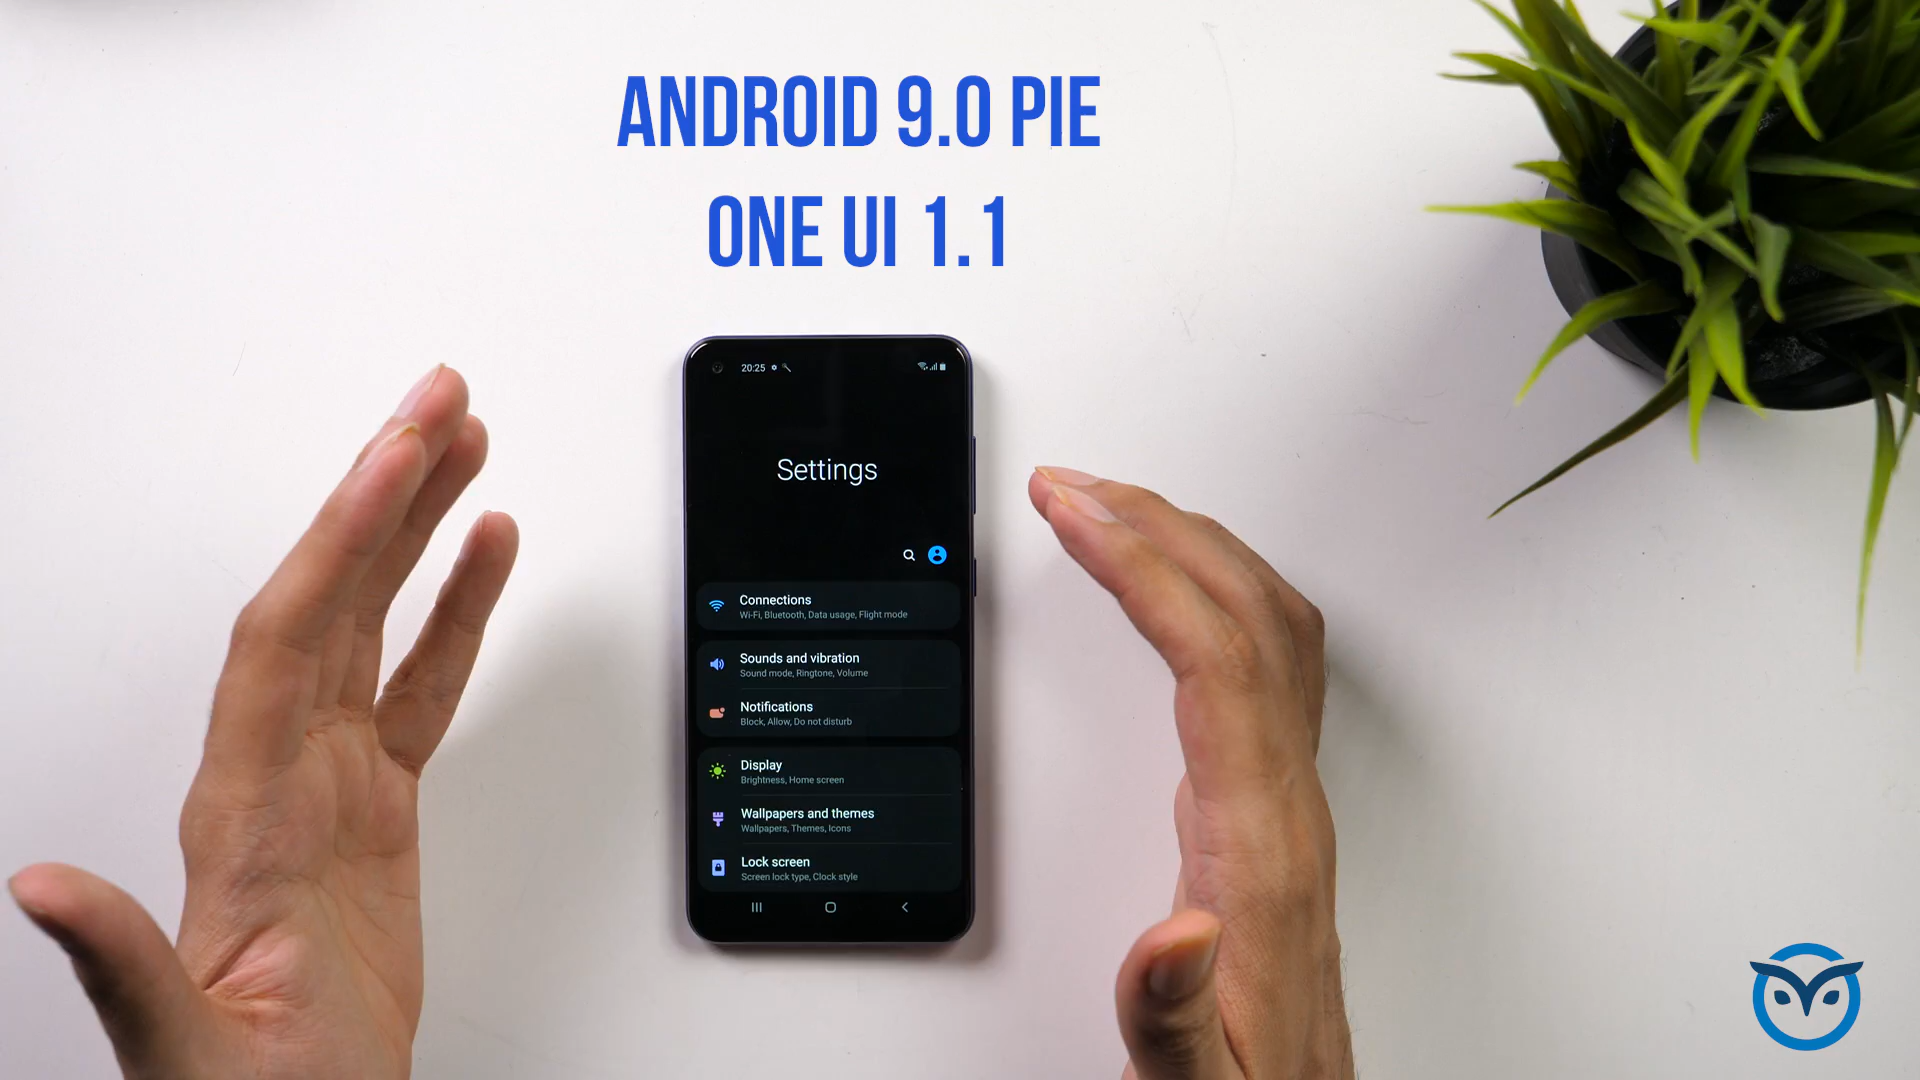 ANDROID 9.0 PIE
ONE UI 1.1
20:25
Settings
Connections
Wi-Fi, Bluetooth, Data usage, Flight mode
Sounds and vibration
Sound mode, Ringtone, Volume
Notifications
Block, Allow, Do not disturb
Display
Brightness, Home screen
Wallpapers and themes
Wallpapers, Themes, Icons
Lock screen
Screen lock type, Clock style